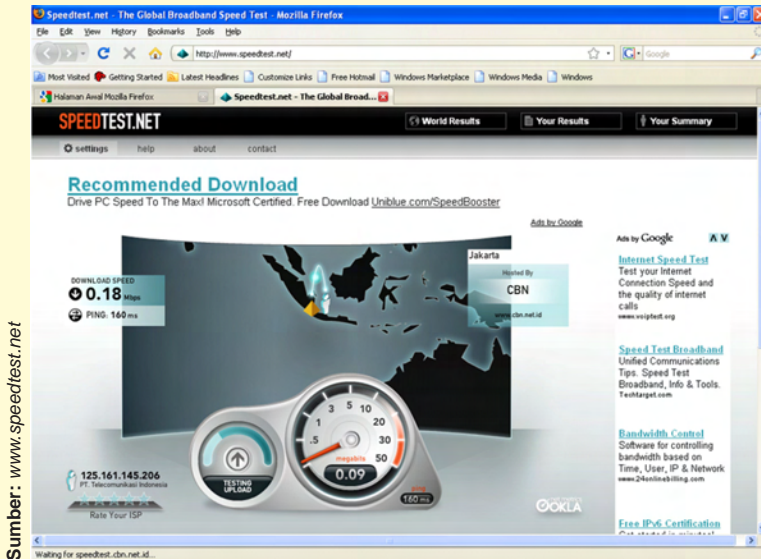 Speedtest.net - The Global Broadband Speed Test - Mozilla Firefox
File Edit View History Bookmarks Tools Help
http://www.speedtest.net/
Google
Most Visited Getting Started Latest Headlines Customize Links Free Hotmail Windows Marketplace Windows Media Windows
Halaman Awal Mozilla Firefox
Speedtest.net - The Global Broad...
SPEEDTEST.NET
World Results
Your Results
Your Summary
settings help about contact
Recommended Download
Drive PC Speed To The Max! Microsoft Certified. Free Download Uniblue.com/SpeedBooster
Ads by Google
DOWNLOAD SPEED
0.18 Mbps
PING: 160 ms
Jakarta
Hosted By
CBN
www.cbn.net.id
.5 1 3 5 10 20 30 50
megabits
0.09
TESTING
UPLOAD
ping
160 ms
125.161.145.206
PT. Telecomunikasi Indonesia
Rate Your ISP
OOKLA
Ads by Google
Internet Speed Test
Test your Internet
Connection Speed and
the quality of internet
calls
www.voiptest.org
Speed Test Broadband
Unified Communications
Tips. Speed Test
Broadband, Info & Tools.
Techtarget.com
Bandwidth Control
Software for controlling
bandwidth based on
Time, User, IP & Network
www.24onlinebilling.com
Free IPv6 Certification
Waiting for speedtest.cbn.net.id...
Sumber: www.speedtest.net